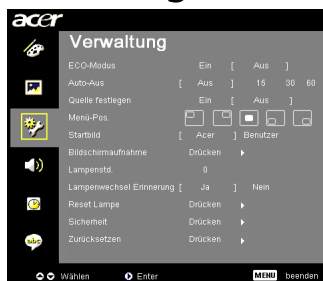 acer
Verwaltung
ECO-Modus Ein [ Aus ]
Auto-Aus [ Aus ] 15 30 60
Quelle festlegen Ein [ Aus ]
Menü-Pos.
Startbild [ Acer ] Benutzer
Bildschirmaufnahme Drücken
Lampenstd. 0
Lampenwechsel Erinnerung [ Ja ] Nein
Reset Lampe Drücken
Sicherheit Drücken
abc Zurücksetzen Drücken
Wählen Enter MENU beenden